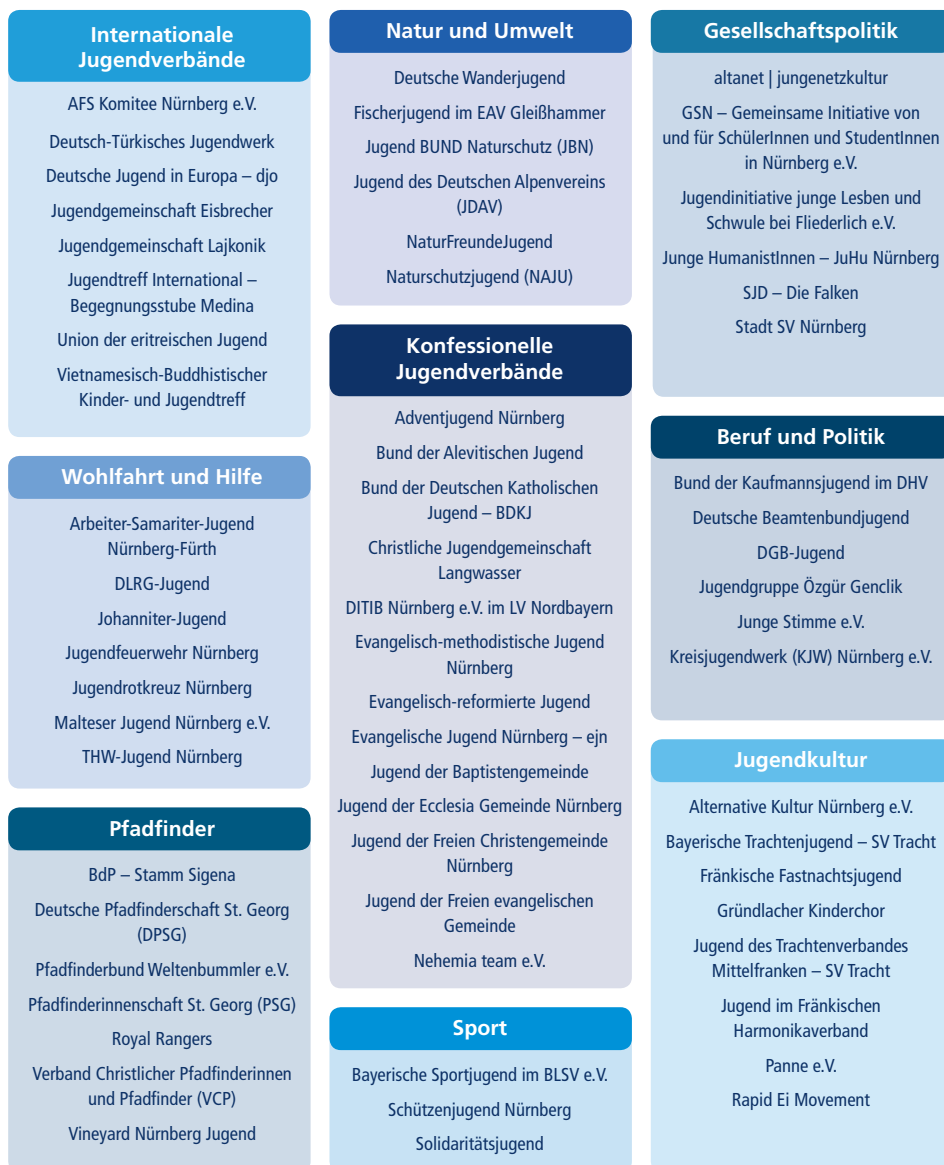 Internationale
Jugendverbände
AFS Komitee Nürnberg e.V.
Deutsch-Türkisches Jugendwerk
Deutsche Jugend in Europa – djo
Jugendgemeinschaft Eisbrecher
Jugendgemeinschaft Lajkonik
Jugendtreff International –
Begegnungsstube Medina
Union der eritreischen Jugend
Vietnamesisch-Buddhistischer
Kinder- und Jugendtreff
Wohlfahrt und Hilfe
Arbeiter-Samariter-Jugend
Nürnberg-Fürth
DLRG-Jugend
Johanniter-Jugend
Jugendfeuerwehr Nürnberg
Jugendrotkreuz Nürnberg
Malteser Jugend Nürnberg e.V.
THW-Jugend Nürnberg
Pfadfinder
BdP – Stamm Sigena
Deutsche Pfadfinderschaft St. Georg
(DPSG)
Pfadfinderbund Weltenbummler e.V.
Pfadfinderinnenschaft St. Georg (PSG)
Royal Rangers
Verband Christlicher Pfadfinderinnen
und Pfadfinder (VCP)
Vineyard Nürnberg Jugend
Natur und Umwelt
Deutsche Wanderjugend
Fischerjugend im EAV Gleißhammer
Jugend BUND Naturschutz (JBN)
Jugend des Deutschen Alpenvereins
(JDAV)
NaturFreundeJugend
Naturschutzjugend (NAJU)
Konfessionelle
Jugendverbände
Adventjugend Nürnberg
Bund der Alevitischen Jugend
Bund der Deutschen Katholischen
Jugend – BDKJ
Christliche Jugendgemeinschaft
Langwasser
DITIB Nürnberg e.V. im LV Nordbayern
Evangelisch-methodistische Jugend
Nürnberg
Evangelisch-reformierte Jugend
Evangelische Jugend Nürnberg – ejn
Jugend der Baptistengemeinde
Jugend der Ecclesia Gemeinde Nürnberg
Jugend der Freien Christengemeinde
Nürnberg
Jugend der Freien evangelischen
Gemeinde
Nehemia team e.V.
Sport
Bayerische Sportjugend im BLSV e.V.
Schützenjugend Nürnberg
Solidaritätsjugend
Gesellschaftspolitik
altanet | jungenetzkultur
GSN – Gemeinsame Initiative von
und für SchülerInnen und StudentInnen
in Nürnberg e.V.
Jugendinitiative junge Lesben und
Schwule bei Fliederlich e.V.
Junge HumanistInnen – JuHu Nürnberg
SJD – Die Falken
Stadt SV Nürnberg
Beruf und Politik
Bund der Kaufmannsjugend im DHV
Deutsche Beamtenbundjugend
DGB-Jugend
Jugendgruppe Özgür Genclik
Junge Stimme e.V.
Kreisjugendwerk (KJW) Nürnberg e.V.
Jugendkultur
Alternative Kultur Nürnberg e.V.
Bayerische Trachtenjugend – SV Tracht
Fränkische Fastnachtsjugend
Gründlacher Kinderchor
Jugend des Trachtenverbandes
Mittelfranken – SV Tracht
Jugend im Fränkischen
Harmonikaverband
Panne e.V.
Rapid Ei Movement